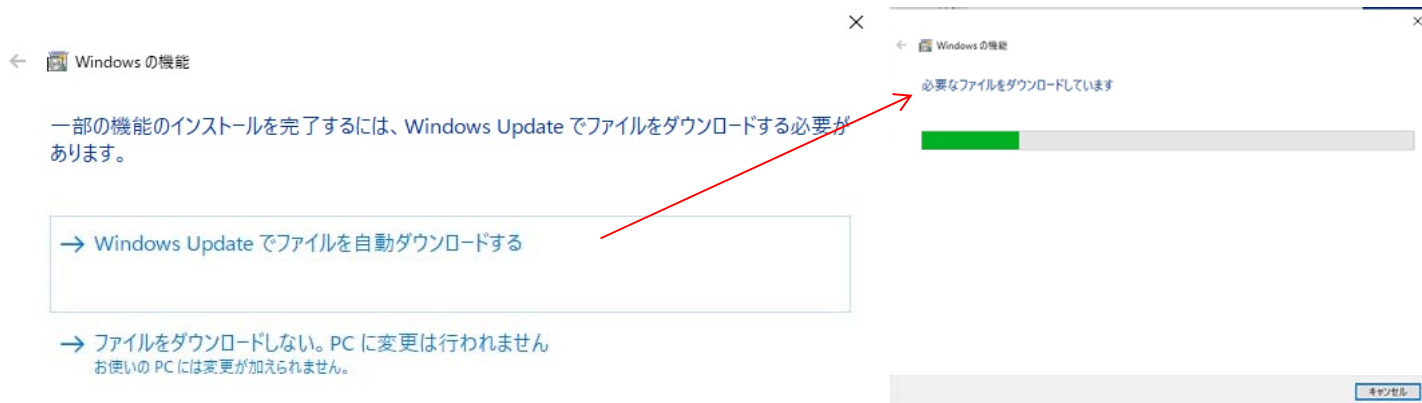 Windows の機能
一部の機能のインストールを完了するには、Windows Update でファイルをダウンロードする必要が
あります。
→ Windows Update でファイルを自動ダウンロードする
→ ファイルをダウンロードしない。PC に変更は行われません
お使いの PC には変更が加えられません。
Windows の機能
必要なファイルをダウンロードしています
キャンセル